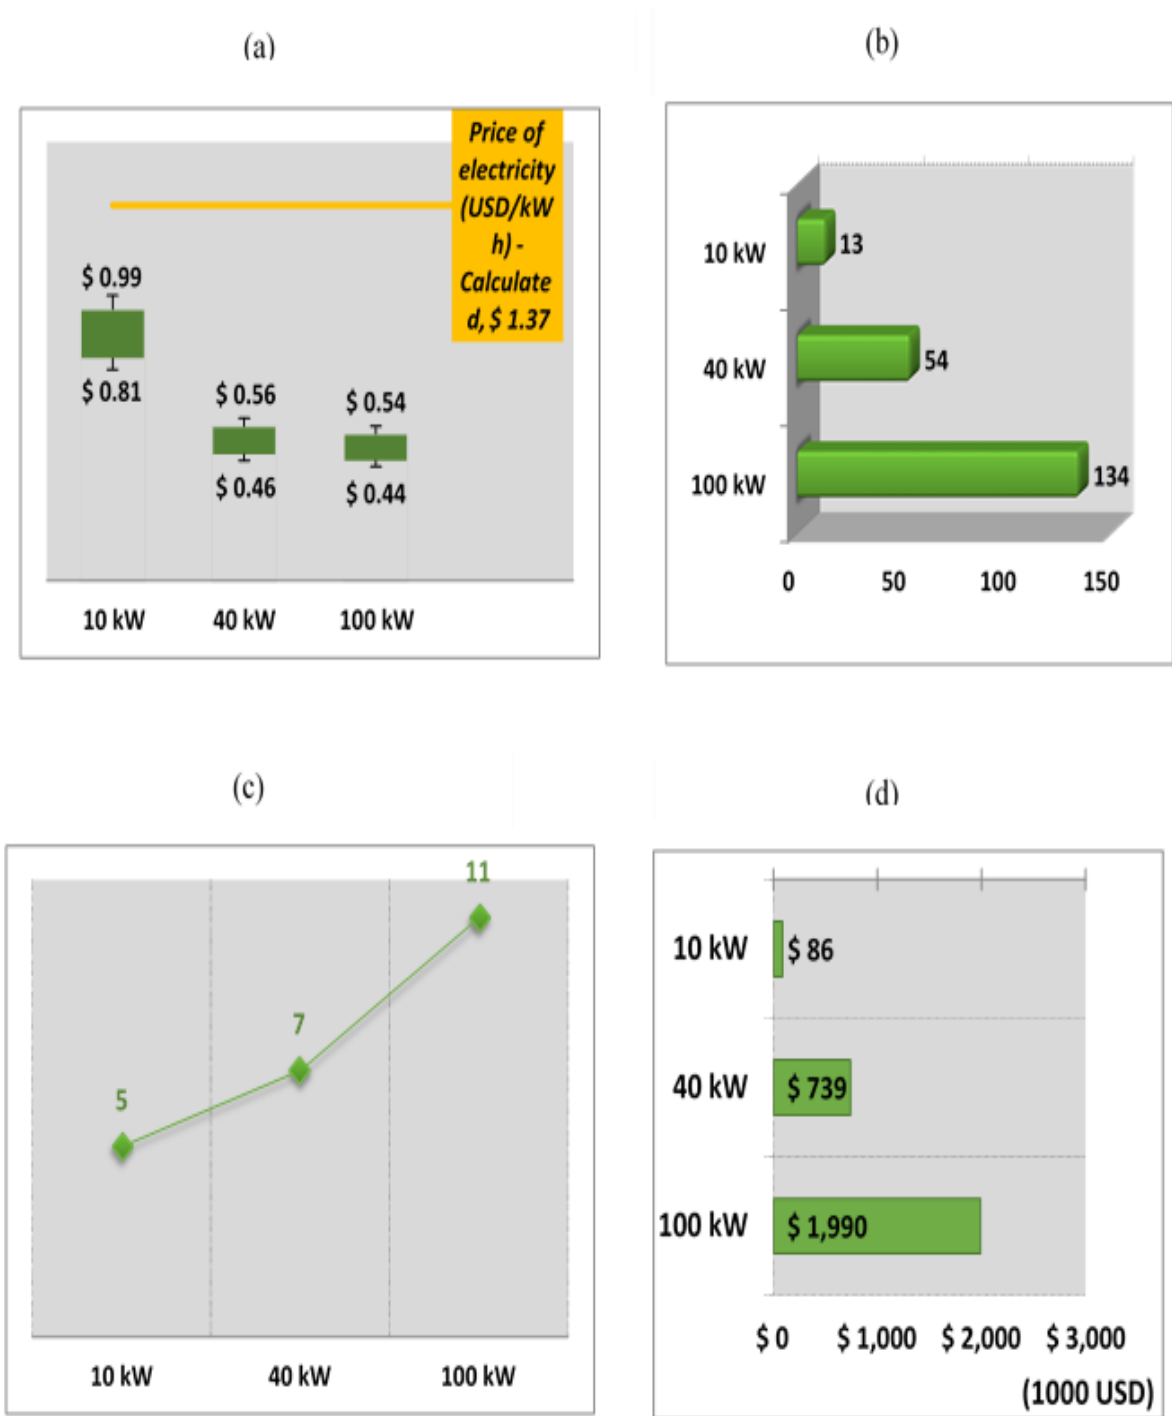 (a)
Price of
electricity
(USD/kW
h) -
Calculate
d, $ 1.37
$ 0.99
$ 0.81
$ 0.56
$ 0.46
$ 0.54
$ 0.44
10 kW
40 kW
100 kW
(b)
10 kW
13
40 kW
54
100 kW
134
0
50
100
150
(c)
11
7
5
10 kW
40 kW
100 kW
(d)
10 kW
$ 86
40 kW
$ 739
100 kW
$ 1,990
$ 0
$ 1,000
$ 2,000
$ 3,000
(1000 USD)